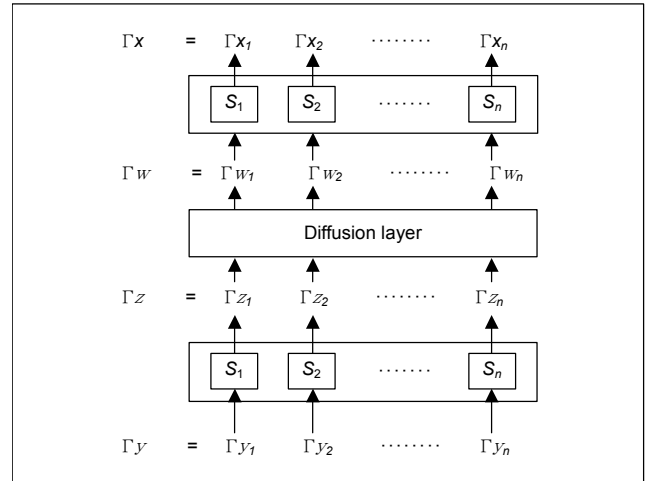 Γx = Γx₁ Γx₂ ········ Γxₙ
S₁ S₂ ······· Sₙ
Γw = Γw₁ Γw₂ ········ Γwₙ
Diffusion layer
Γz = Γz₁ Γz₂ ········ Γzₙ
S₁ S₂ ······· Sₙ
Γy = Γy₁ Γy₂ ········ Γyₙ